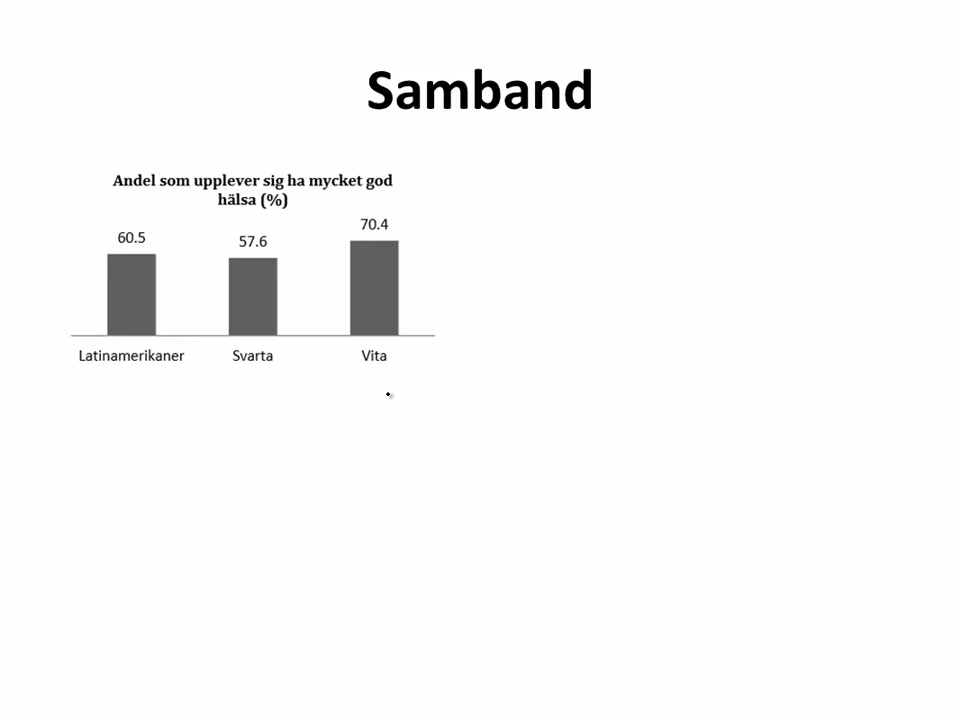 Samband
Andel som upplever sig ha mycket god
hälsa (%)
60.5
57.6
70.4
Latinamerikaner
Svarta
Vita